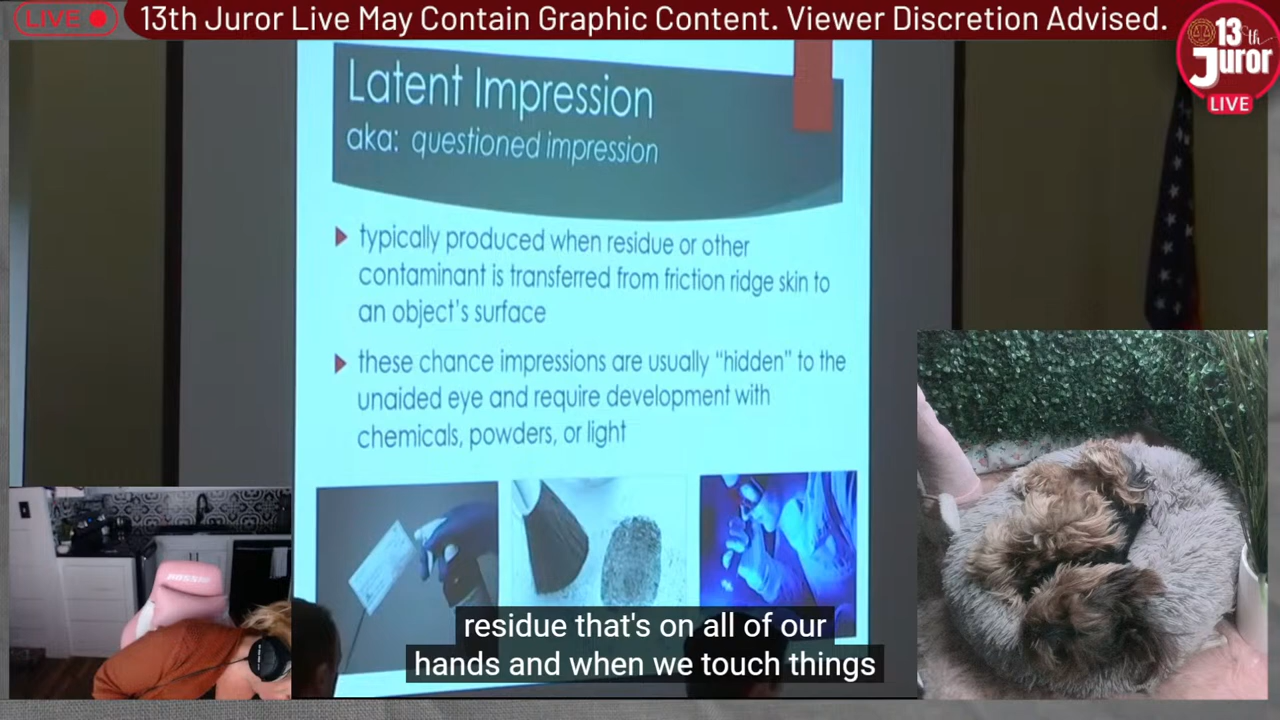 LIVE
13th Juror Live May Contain Graphic Content. Viewer Discretion Advised.
13th
Juror
LIVE
Latent Impression
aka: questioned impression
typically produced when residue or other
contaminant is transferred from friction ridge skin to
an object's surface
these chance impressions are usually "hidden" to the
unaided eye and require development with
chemicals, powders, or light
residue that's on all of our
hands and when we touch things